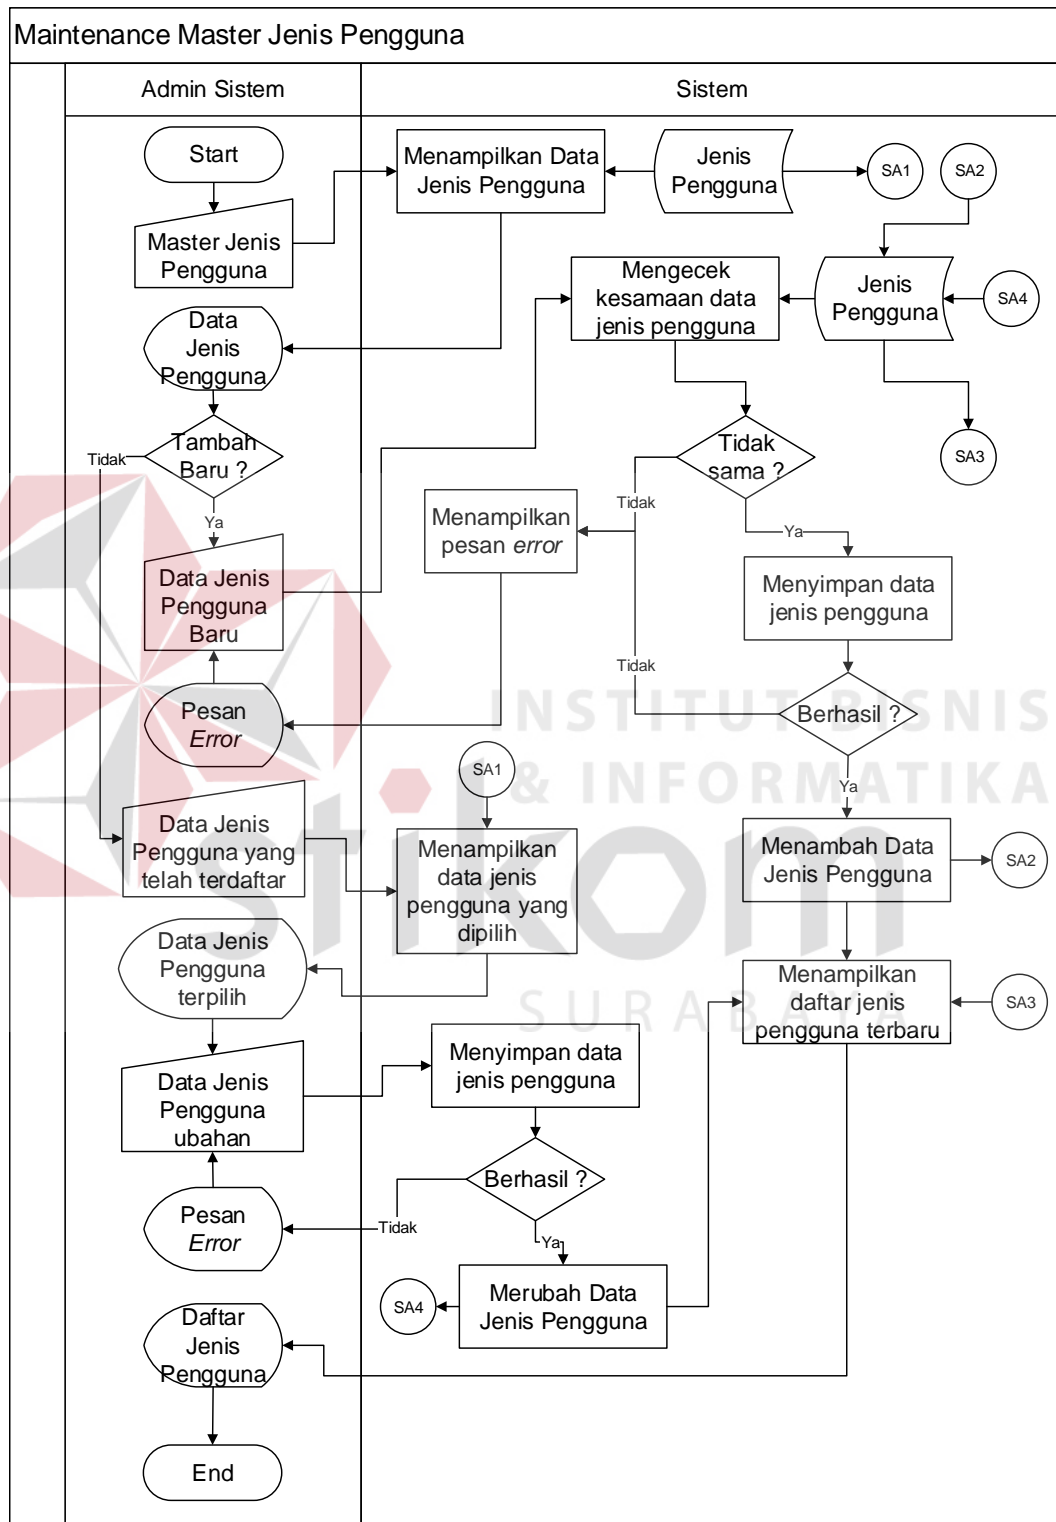 Maintenance Master Jenis Pengguna
Admin Sistem
Sistem
Start
Menampilkan Data
Jenis Pengguna
Jenis
Pengguna
SA1
SA2
Master Jenis
Pengguna
Mengecek
kesamaan data
jenis pengguna
Jenis
Pengguna
SA4
Data
Jenis
Pengguna
Tambah
Baru ?
Tidak
Ya
Tidak
sama ?
SA3
Tidak
Ya
Menampilkan
pesan error
Data Jenis
Pengguna
Baru
Menyimpan data
jenis pengguna
Tidak
Pesan
Error
Berhasil ?
INSTITUT BISNIS
& INFORMATIKA
stikom
SURABAYA
SA1
Ya
Data Jenis
Pengguna yang
telah terdaftar
Menampilkan
data jenis
pengguna yang
dipilih
Menambah Data
Jenis Pengguna
SA2
Data Jenis
Pengguna
terpilih
Menampilkan
daftar jenis
pengguna terbaru
SA3
Data Jenis
Pengguna
ubahan
Menyimpan data
jenis pengguna
Berhasil ?
Tidak
Ya
Pesan
Error
SA4
Merubah Data
Jenis Pengguna
Daftar
Jenis
Pengguna
End